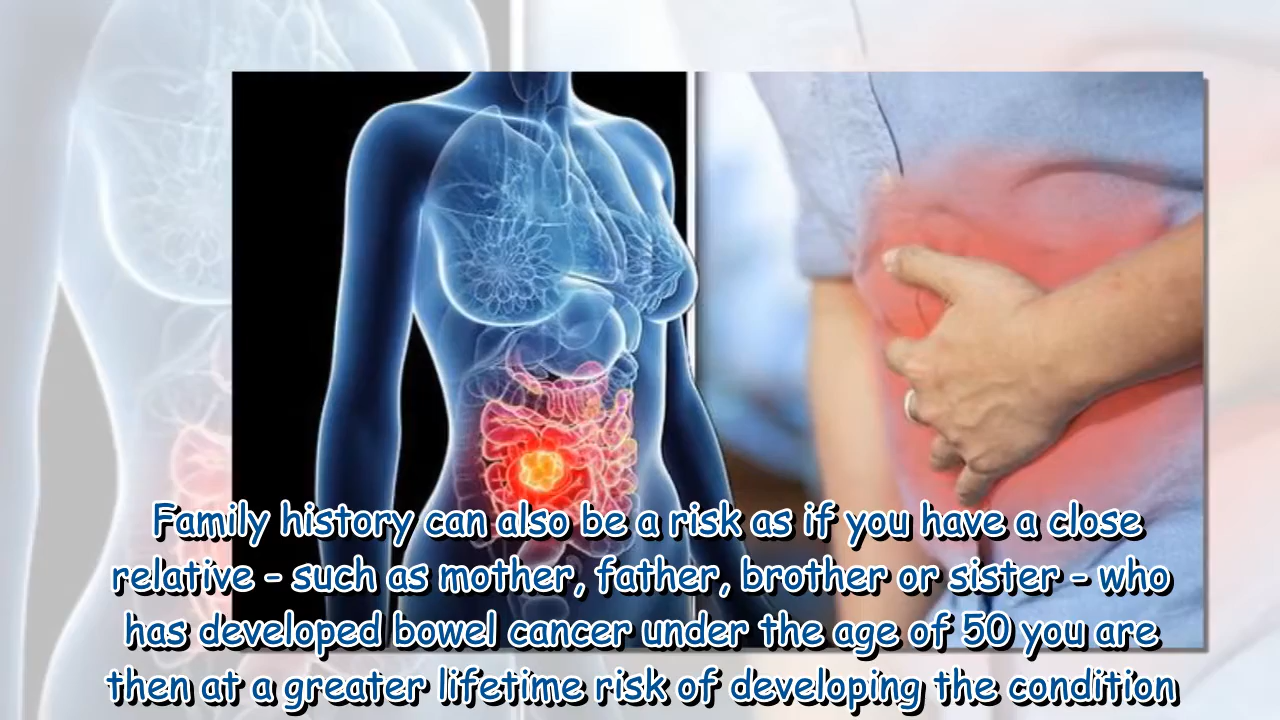 Family history can also be a risk as if you have a close
relative - such as mother, father, brother or sister - who
has developed bowel cancer under the age of 50 you are
then at a greater lifetime risk of developing the condition